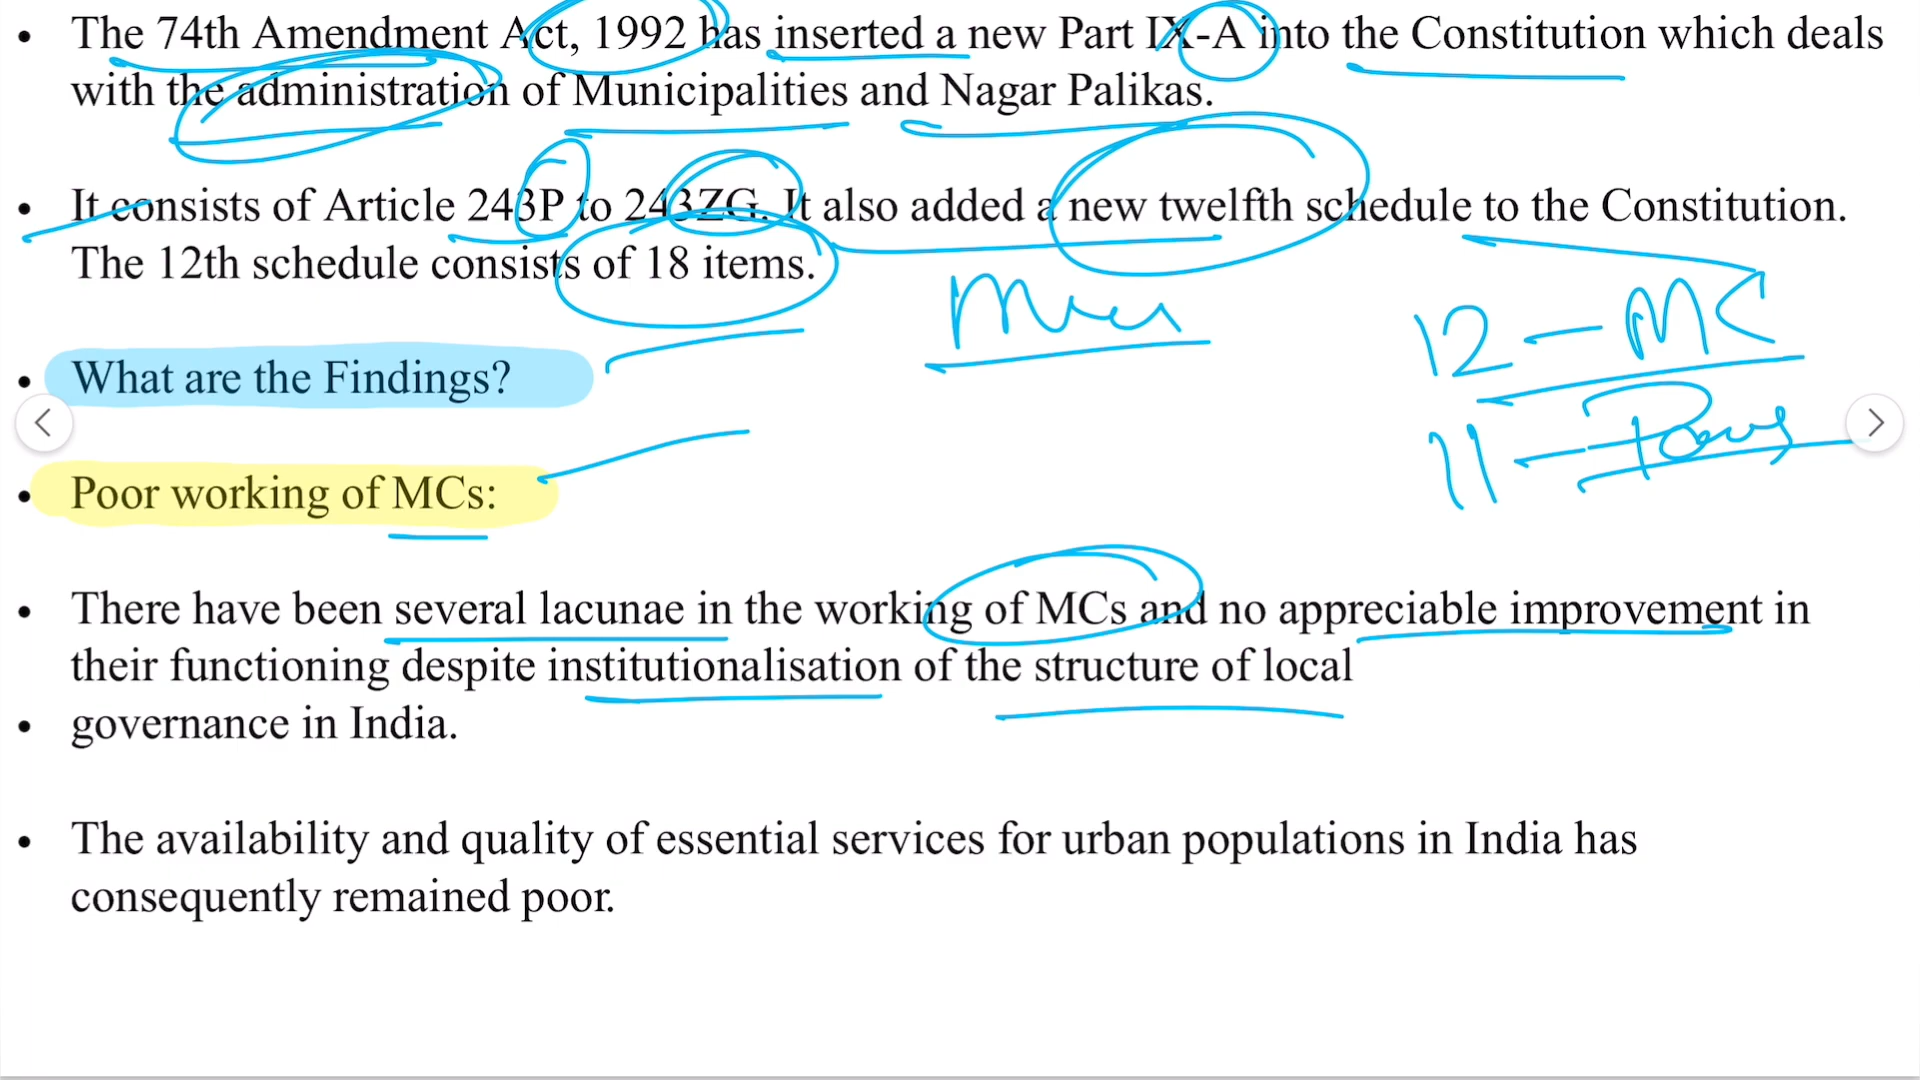 • The 74th Amendment Act, 1992 has inserted a new Part IX-A into the Constitution which deals
with the administration of Municipalities and Nagar Palikas.
• It consists of Article 243P to 243ZG. It also added a new twelfth schedule to the Constitution.
The 12th schedule consists of 18 items.
12 - MC
• What are the Findings?
11 -
• Poor working of MCs:
• There have been several lacunae in the working of MCs and no appreciable improvement in
their functioning despite institutionalisation of the structure of local
• governance in India.
• The availability and quality of essential services for urban populations in India has
consequently remained poor.